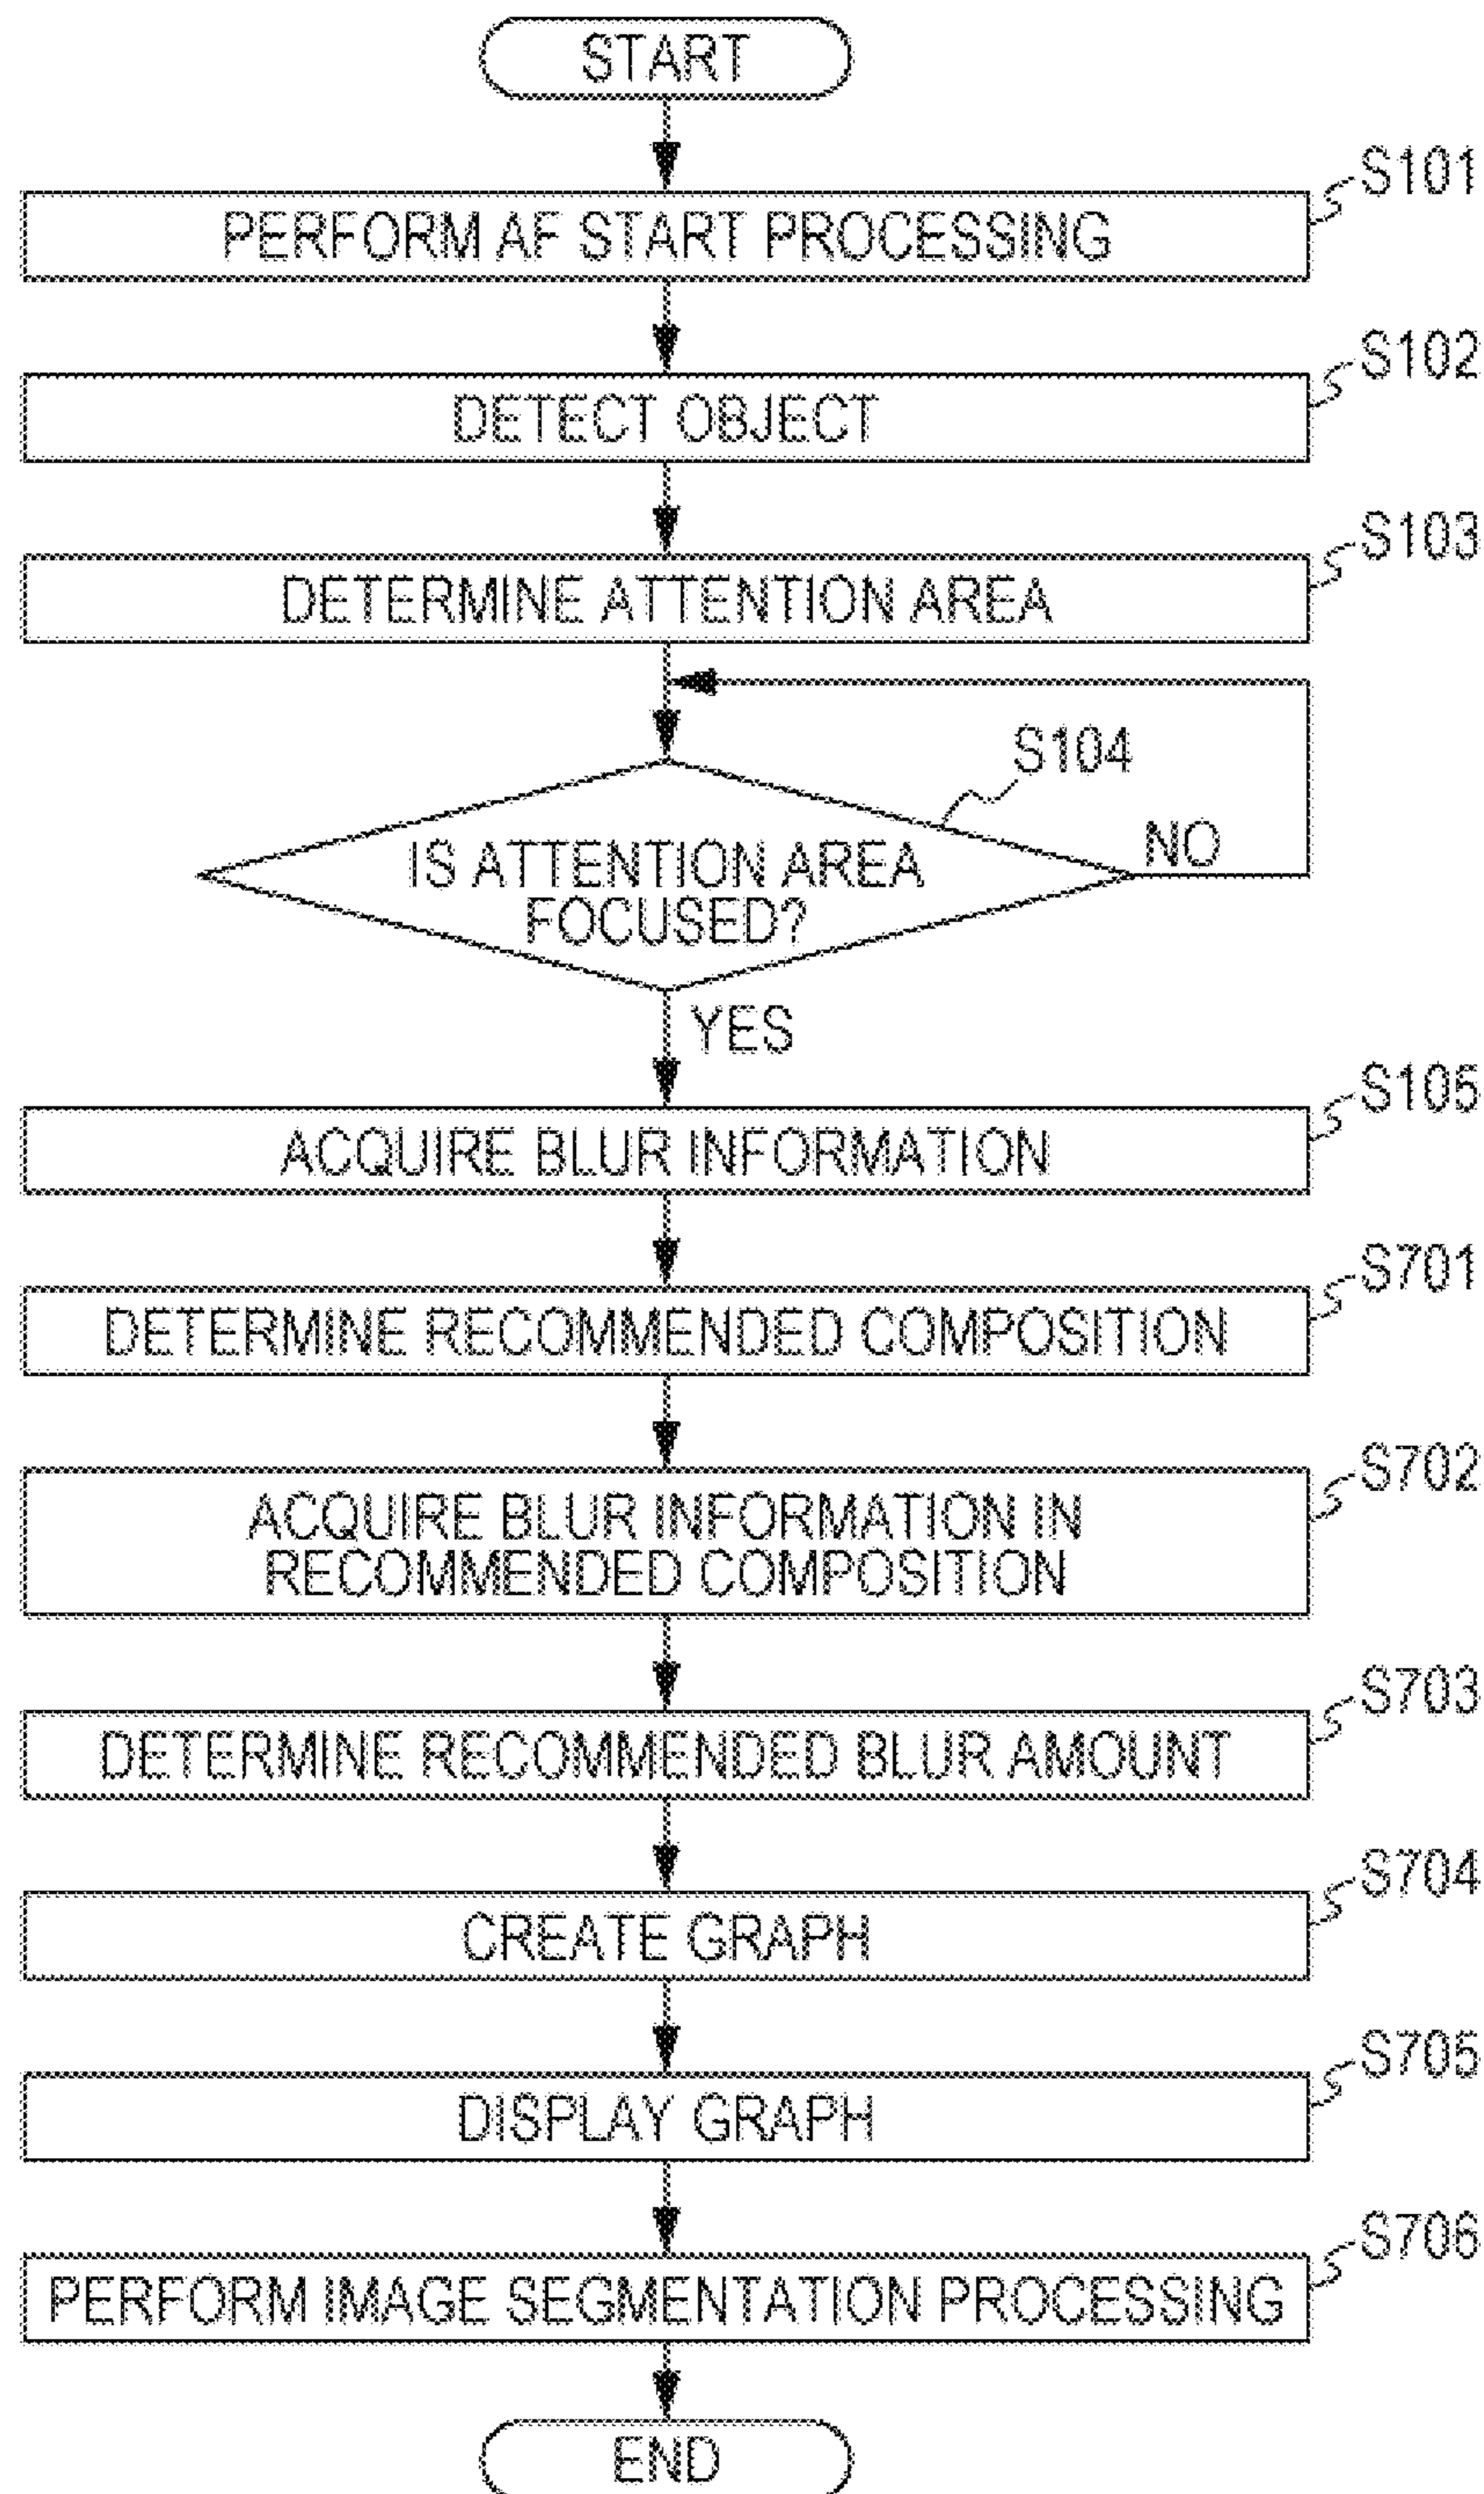 START
S101
PERFORM AF START PROCESSING
S102
DETECT OBJECT
S103
DETERMINE ATTENTION AREA
S104
IS ATTENTION AREA
FOCUSED?
NO
YES
S105
ACQUIRE BLUR INFORMATION
S701
DETERMINE RECOMMENDED COMPOSITION
S702
ACQUIRE BLUR INFORMATION IN
RECOMMENDED COMPOSITION
S703
DETERMINE RECOMMENDED BLUR AMOUNT
S704
CREATE GRAPH
S705
DISPLAY GRAPH
S706
PERFORM IMAGE SEGMENTATION PROCESSING
END